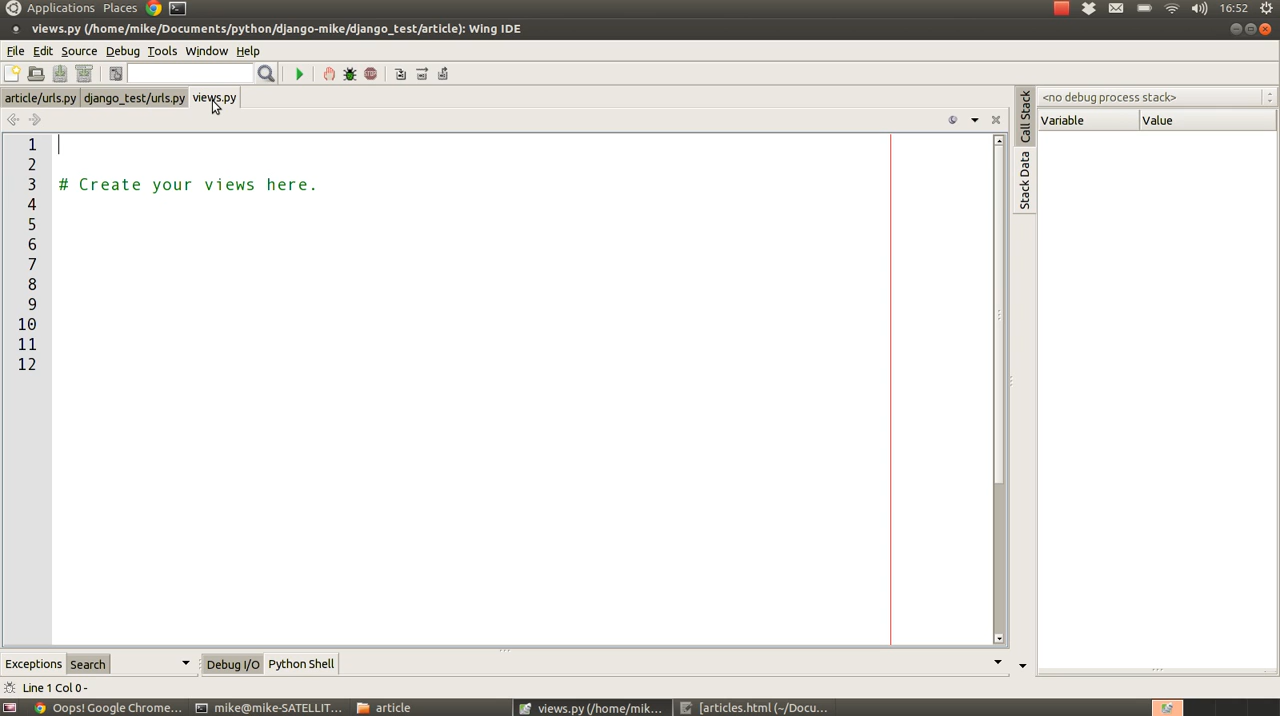 Applications Places 16:52
views.py (/home/mike/Documents/python/django-mike/django_test/article): Wing IDE
File Edit Source Debug Tools Window Help
article/urls.py django_test/urls.py views.py
<no debug process stack>
Variable Value
Call Stack
Stack Data
1
2
3 # Create your views here.
4
5
6
7
8
9
10
11
12
Exceptions Search Debug I/O Python Shell
Line 1 Col 0 -
Oops! Google Chrome... mike@mike-SATELLIT... article views.py (/home/mik... [articles.html (~/Docu...